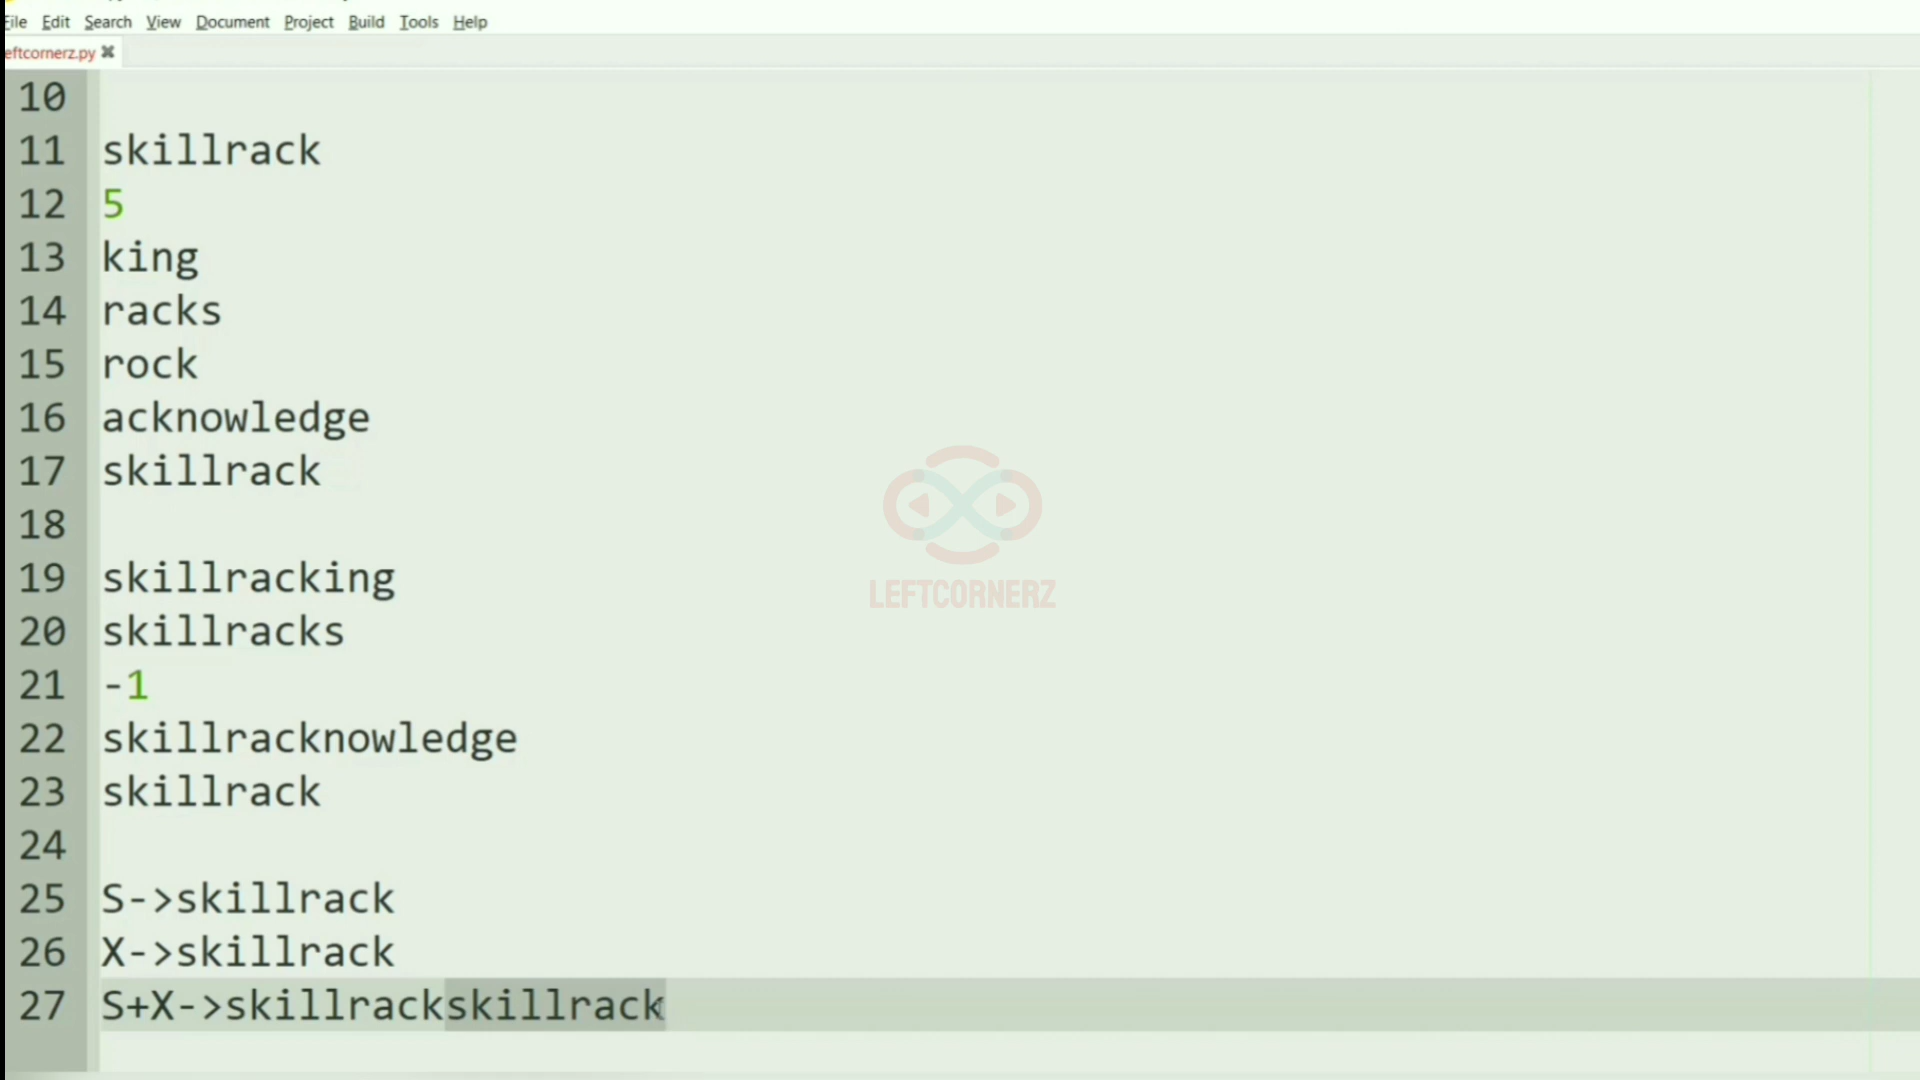 File Edit Search View Document Project Build Tools Help
eftcornerz.py
10
11 skillrack
12 5
13 king
14 racks
15 rock
16 acknowledge
17 skillrack
18
19 skillracking
20 skillracks
21 -1
22 skillracknowledge
23 skillrack
24
25 S->skillrack
26 X->skillrack
27 S+X->skillrackskillrack
LEFTCORNERZ